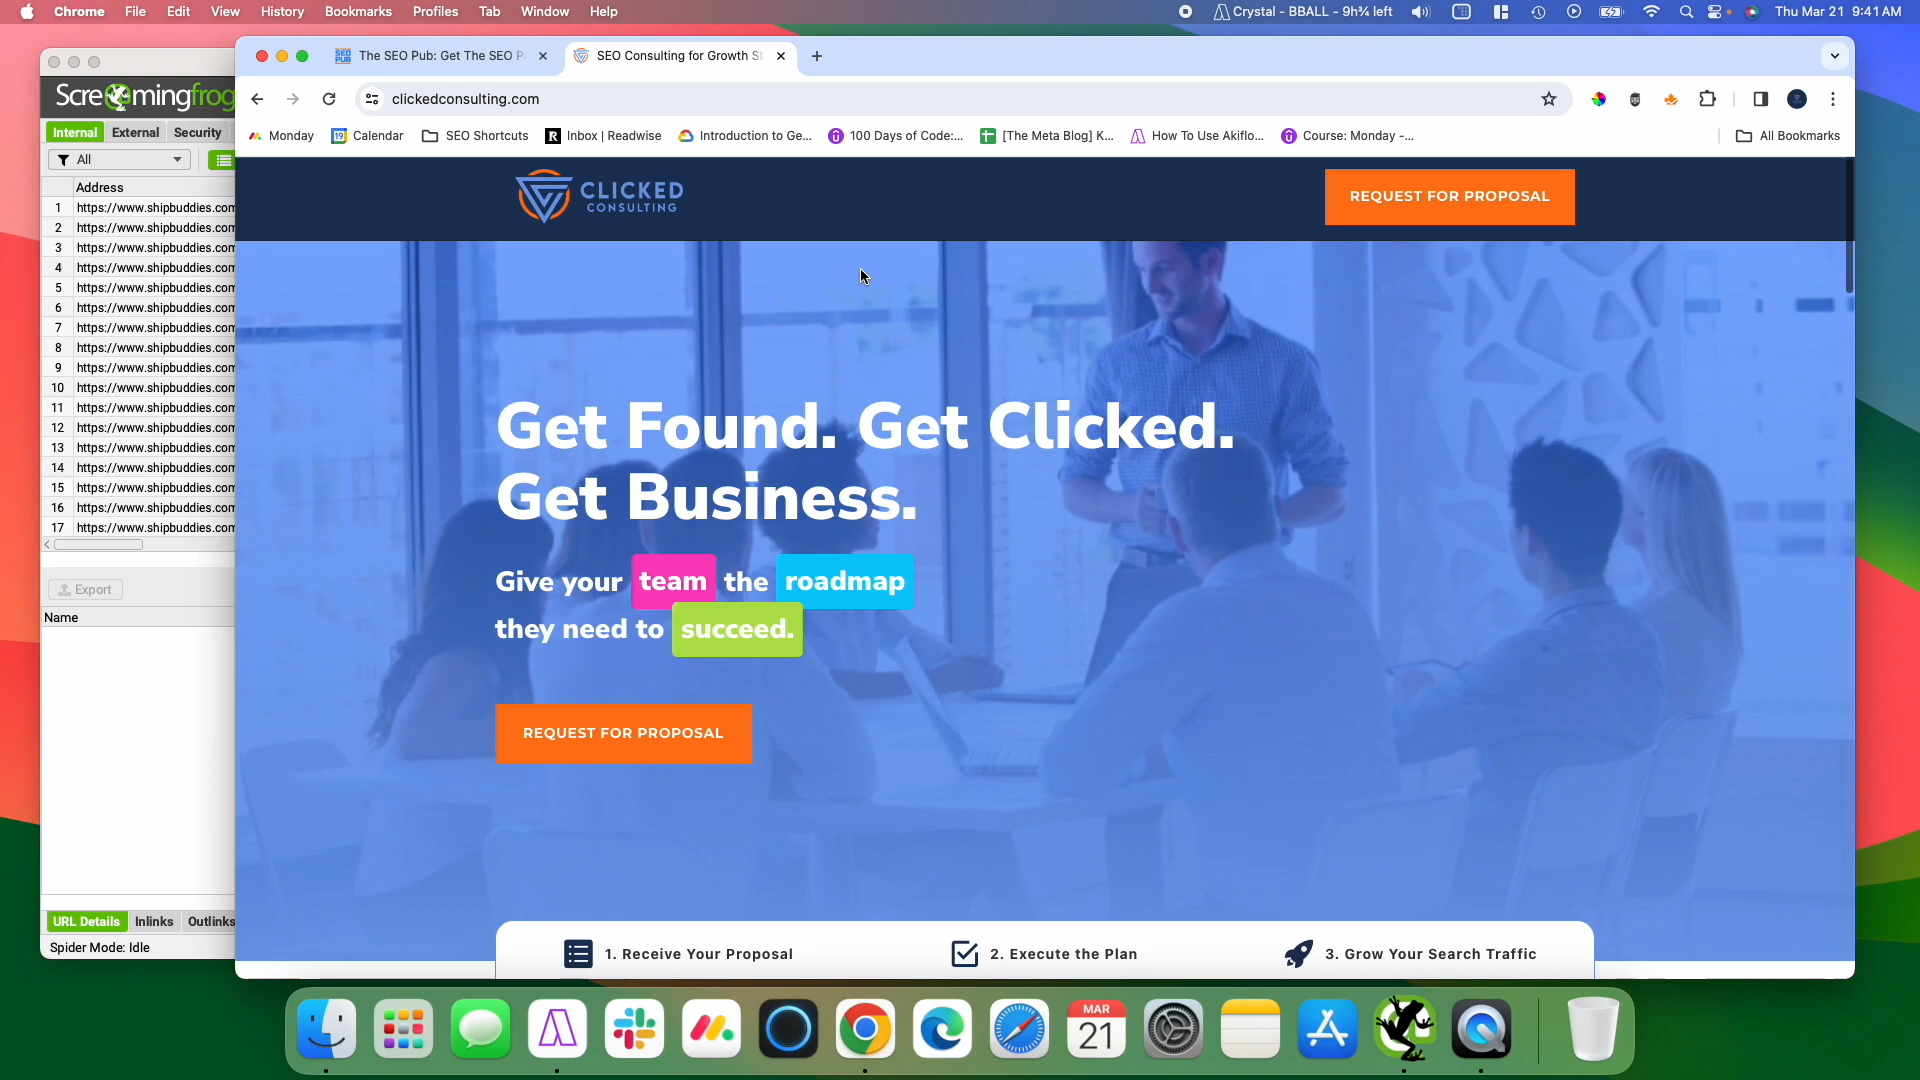 Chrome File Edit View History Bookmarks Profiles Tab Window Help
Crystal - BBALL - 9h¾ left
Thu Mar 21 9:41 AM
The SEO Pub: Get The SEO P
SEO Consulting for Growth St
clickedconsulting.com
Monday
Calendar
SEO Shortcuts
Inbox | Readwise
Introduction to Ge...
100 Days of Code:...
[The Meta Blog] K...
How To Use Akiflo...
Course: Monday -...
All Bookmarks
Screamingfrog
Internal External Security
All
Address
1 https://www.shipbuddies.com
2 https://www.shipbuddies.com
3 https://www.shipbuddies.com
4 https://www.shipbuddies.com
5 https://www.shipbuddies.com
6 https://www.shipbuddies.com
7 https://www.shipbuddies.com
8 https://www.shipbuddies.com
9 https://www.shipbuddies.com
10 https://www.shipbuddies.com
11 https://www.shipbuddies.com
12 https://www.shipbuddies.com
13 https://www.shipbuddies.com
14 https://www.shipbuddies.com
15 https://www.shipbuddies.com
16 https://www.shipbuddies.com
17 https://www.shipbuddies.com
Export
Name
URL Details Inlinks Outlinks
Spider Mode: Idle
CLICKED
CONSULTING
REQUEST FOR PROPOSAL
Get Found. Get Clicked.
Get Business.
Give your team the roadmap
they need to succeed.
REQUEST FOR PROPOSAL
1. Receive Your Proposal
2. Execute the Plan
3. Grow Your Search Traffic
MAR
21